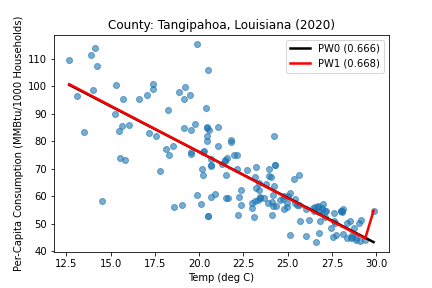 County: Tangipahoa, Louisiana (2020)
PW0 (0.666)
PW1 (0.668)
Per-Capita Consumption (MMBtu/1000 Households)
110
100
90
80
70
60
50
40
12.5 15.0 17.5 20.0 22.5 25.0 27.5 30.0
Temp (deg C)